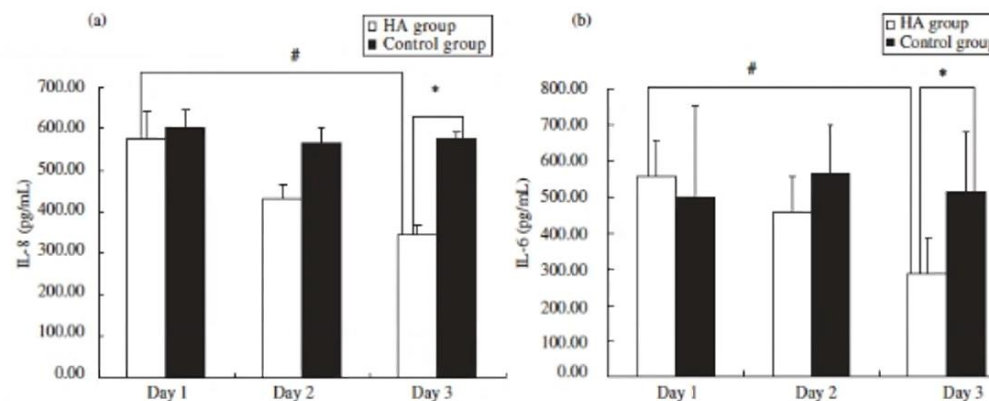 (a)
HA group
Control group
#
*
700.00
600.00
500.00
400.00
300.00
200.00
100.00
0.00
IL-8 (pg/mL)
Day 1
Day 2
Day 3
(b)
HA group
Control group
#
*
800.00
700.00
600.00
500.00
400.00
300.00
200.00
100.00
0.00
IL-6 (pg/mL)
Day 1
Day 2
Day 3